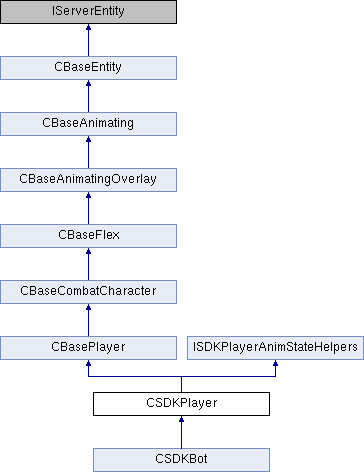 IServerEntity
CBaseEntity
CBaseAnimating
CBaseAnimatingOverlay
CBaseFlex
CBaseCombatCharacter
CBasePlayer
ISDKPlayerAnimStateHelpers
CSDKPlayer
CSDKBot